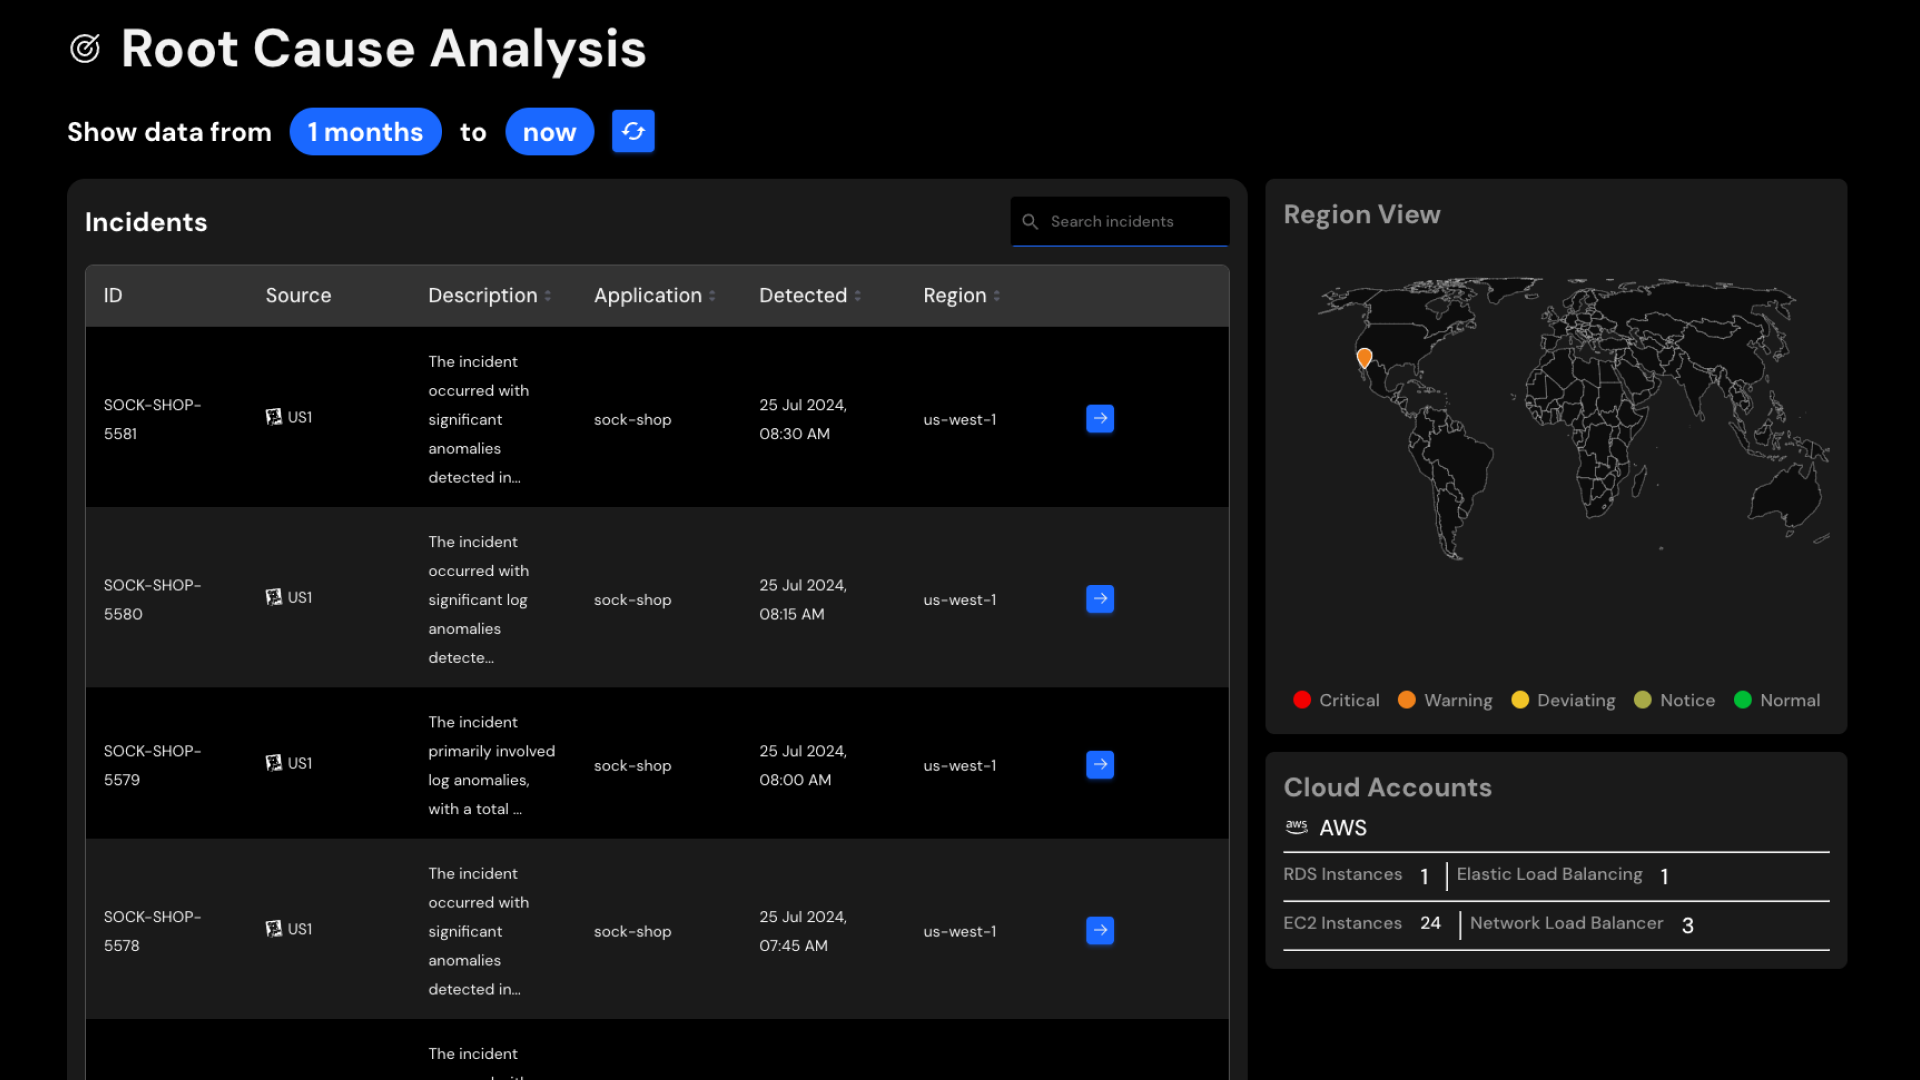 Root Cause Analysis
Show data from 1 months to now
Incidents
Search incidents
ID Source Description Application Detected Region
SOCK-SHOP-
5581
US1
The incident
occurred with
significant
anomalies
detected in...
sock-shop
25 Jul 2024,
08:30 AM
us-west-1
SOCK-SHOP-
5580
US1
The incident
occurred with
significant log
anomalies
detecte...
sock-shop
25 Jul 2024,
08:15 AM
us-west-1
SOCK-SHOP-
5579
US1
The incident
primarily involved
log anomalies,
with a total ...
sock-shop
25 Jul 2024,
08:00 AM
us-west-1
SOCK-SHOP-
5578
US1
The incident
occurred with
significant
anomalies
detected in...
sock-shop
25 Jul 2024,
07:45 AM
us-west-1
The incident
Region View
Critical Warning Deviating Notice Normal
Cloud Accounts
aws AWS
RDS Instances 1 Elastic Load Balancing 1
EC2 Instances 24 Network Load Balancer 3